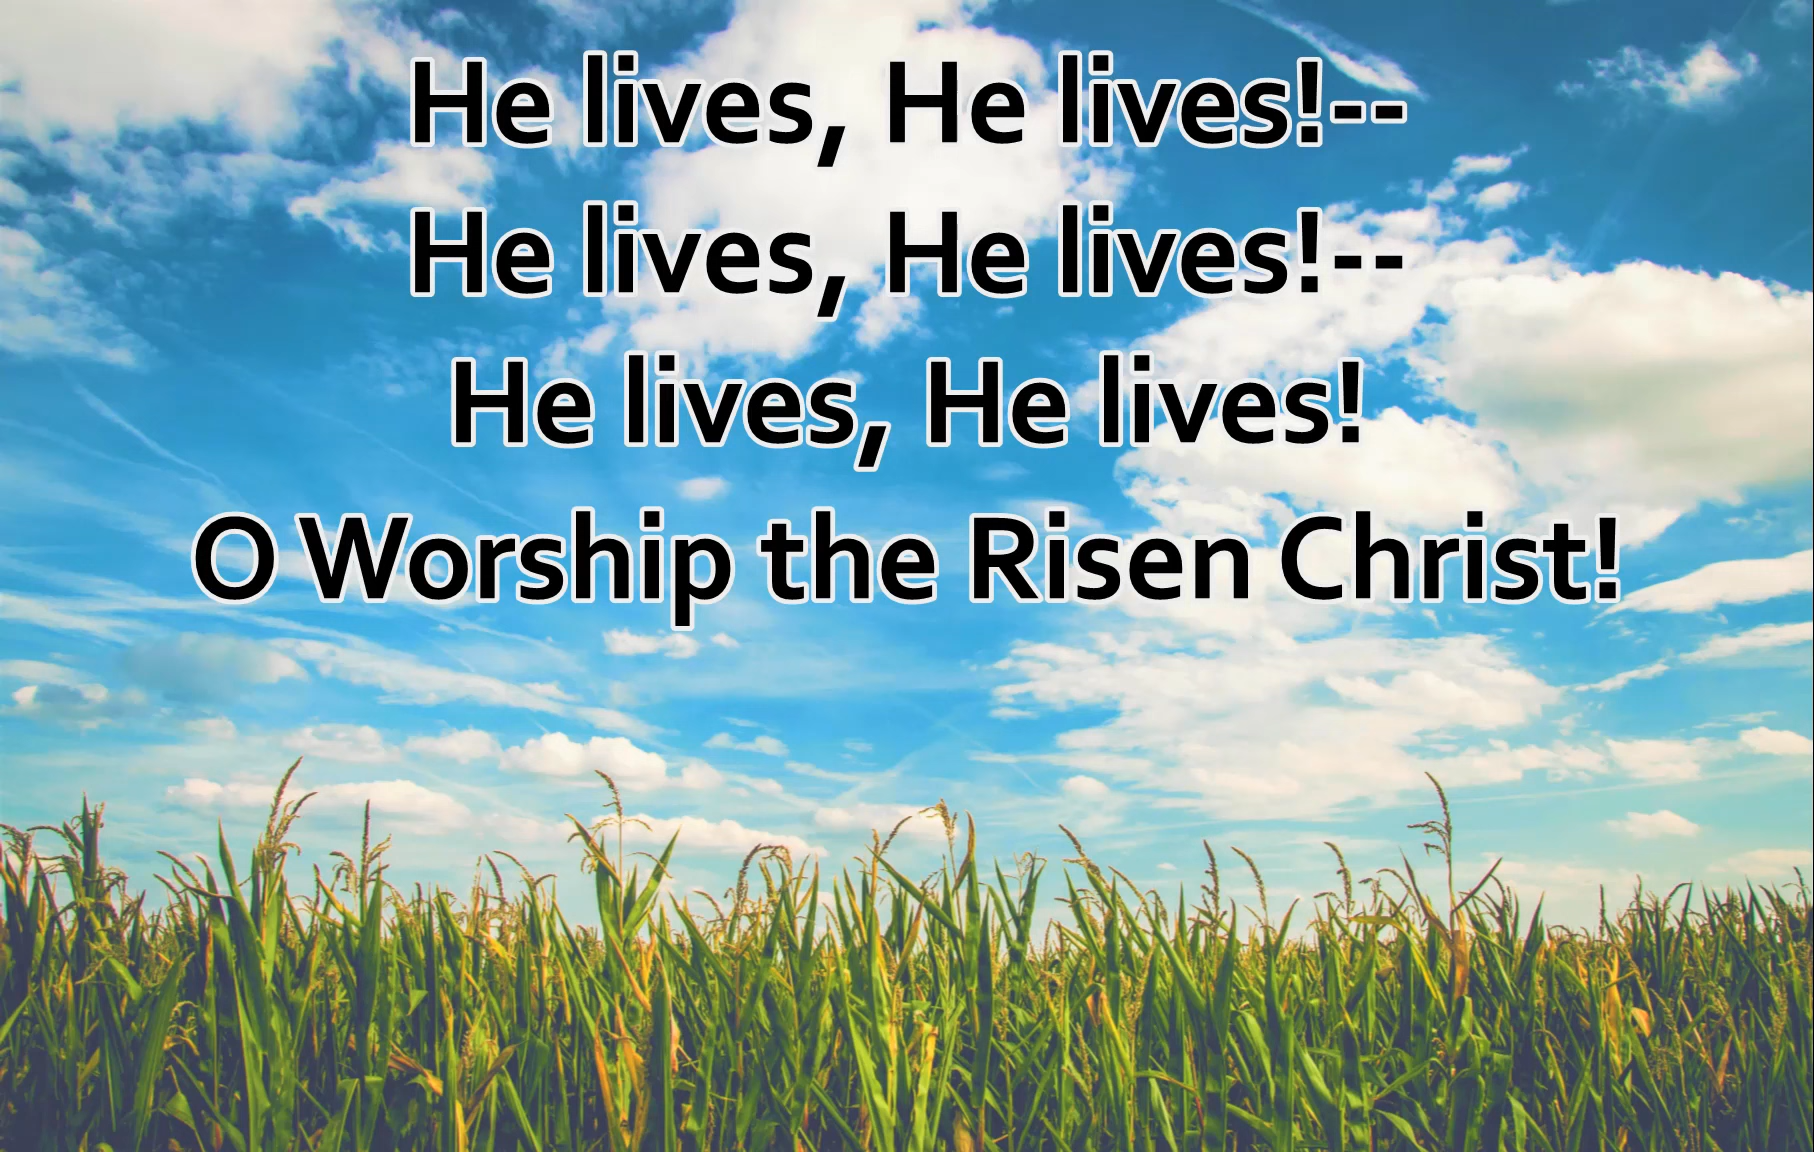 He lives, He lives!--
He lives, He lives!--
He lives, He lives!
O Worship the Risen Christ!